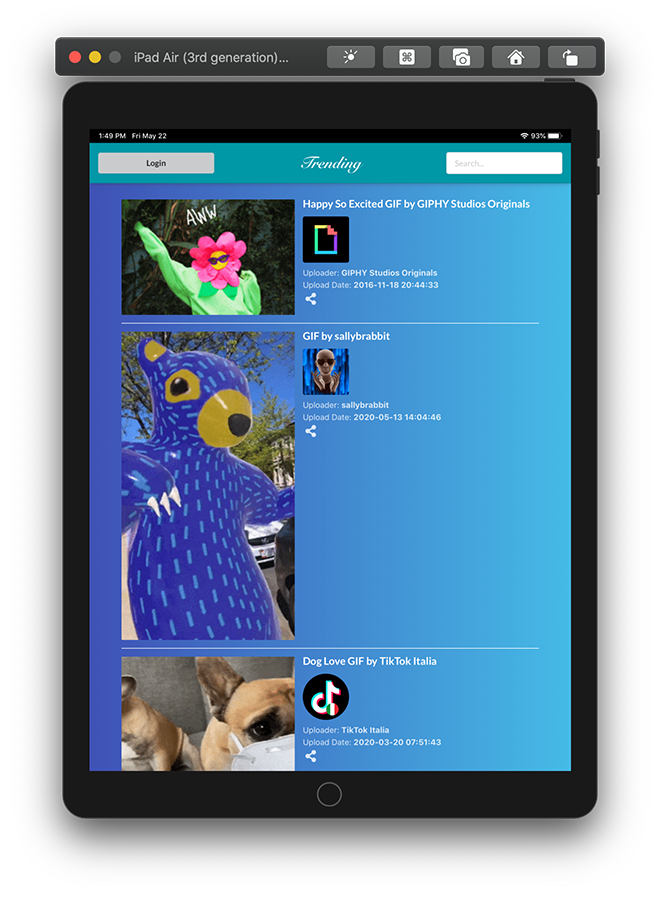 iPad Air (3rd generation)...
1:49 PM Fri May 22
93%
Login
Trending
Search...
AWW
Happy So Excited GIF by GIPHY Studios Originals
Uploader: GIPHY Studios Originals
Upload Date: 2016-11-18 20:44:33
GIF by sallybrabbit
Uploader: sallybrabbit
Upload Date: 2020-05-13 14:04:46
Dog Love GIF by TikTok Italia
Uploader: TikTok Italia
Upload Date: 2020-03-20 07:51:43